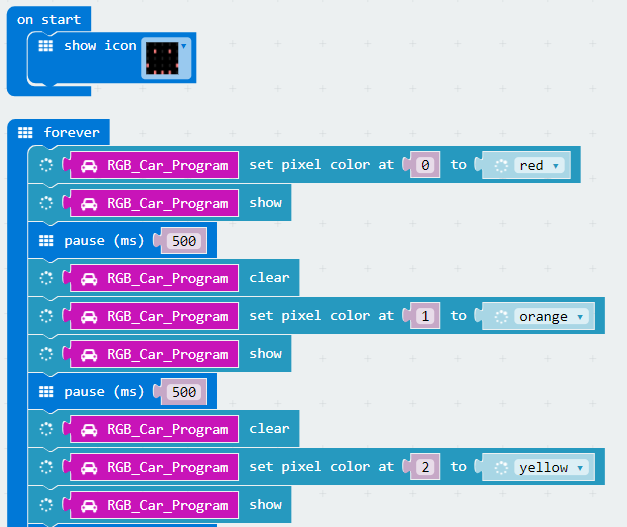 on start
show icon
forever
RGB_Car_Program set pixel color at 0 to red
RGB_Car_Program show
pause (ms) 500
RGB_Car_Program clear
RGB_Car_Program set pixel color at 1 to orange
RGB_Car_Program show
pause (ms) 500
RGB_Car_Program clear
RGB_Car_Program set pixel color at 2 to yellow
RGB_Car_Program show